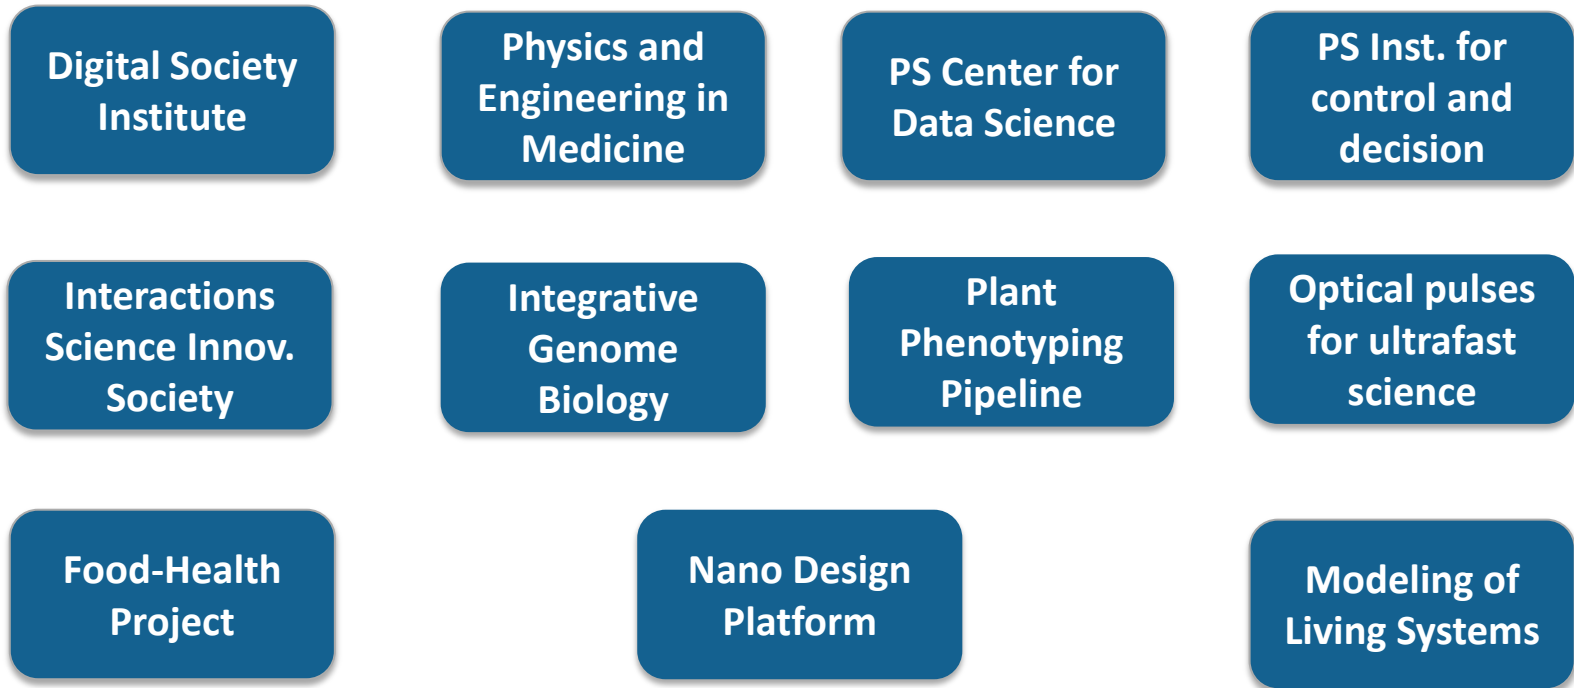 Digital Society
Institute
Physics and
Engineering in
Medicine
PS Center for
Data Science
PS Inst. for
control and
decision
Interactions
Science Innov.
Society
Integrative
Genome
Biology
Plant
Phenotyping
Pipeline
Optical pulses
for ultrafast
science
Food-Health
Project
Nano Design
Platform
Modeling of
Living Systems